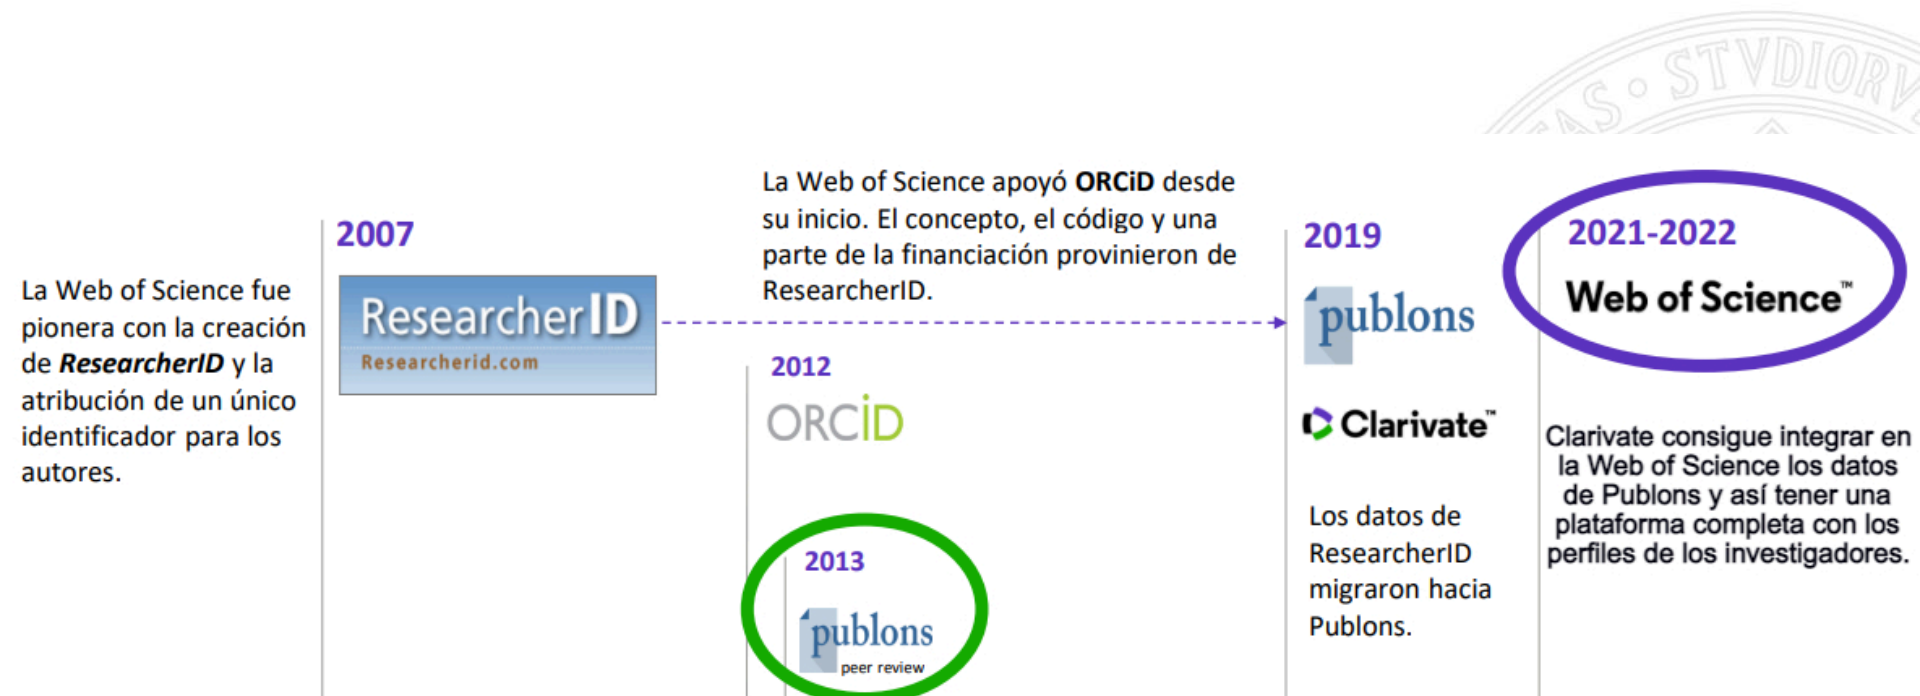 STVDIORV
La Web of Science fue
pionera con la creación
de ResearcherID y la
atribución de un único
identificador para los
autores.
2007
ResearcherID
Researcherid.com
La Web of Science apoyó ORCiD desde
su inicio. El concepto, el código y una
parte de la financiación provinieron de
ResearcherID.
2012
ORCiD
2013
publons
peer review
2019
publons
Clarivate™
Los datos de
ResearcherID
migraron hacia
Publons.
2021-2022
Web of Science™
Clarivate consigue integrar en
la Web of Science los datos
de Publons y así tener una
plataforma completa con los
perfiles de los investigadores.